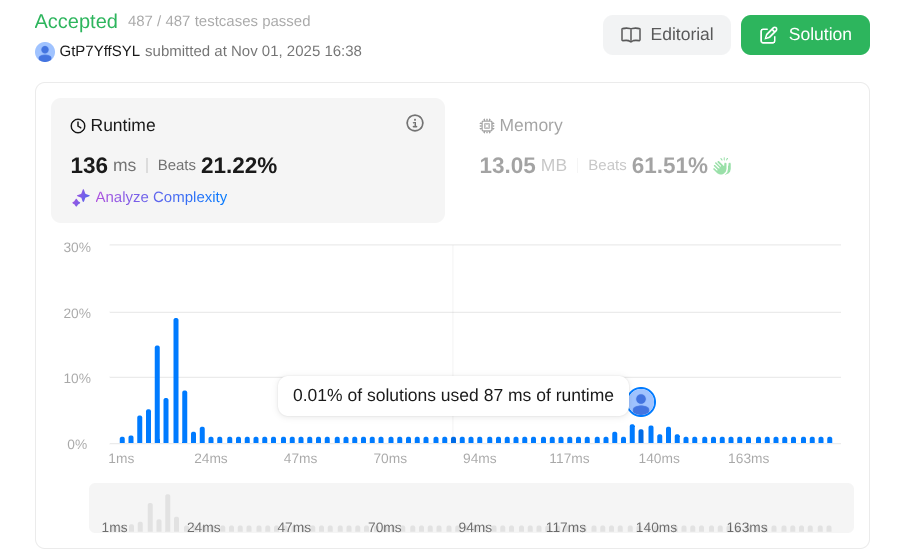 Accepted 487 / 487 testcases passed
GtP7YffSYL submitted at Nov 01, 2025 16:38
Editorial
Solution
Runtime
136 ms | Beats 21.22%
Analyze Complexity
Memory
13.05 MB | Beats 61.51%
30%
20%
10%
0%
0.01% of solutions used 87 ms of runtime
1ms 24ms 47ms 70ms 94ms 117ms 140ms 163ms
1ms 24ms 47ms 70ms 94ms 117ms 140ms 163ms